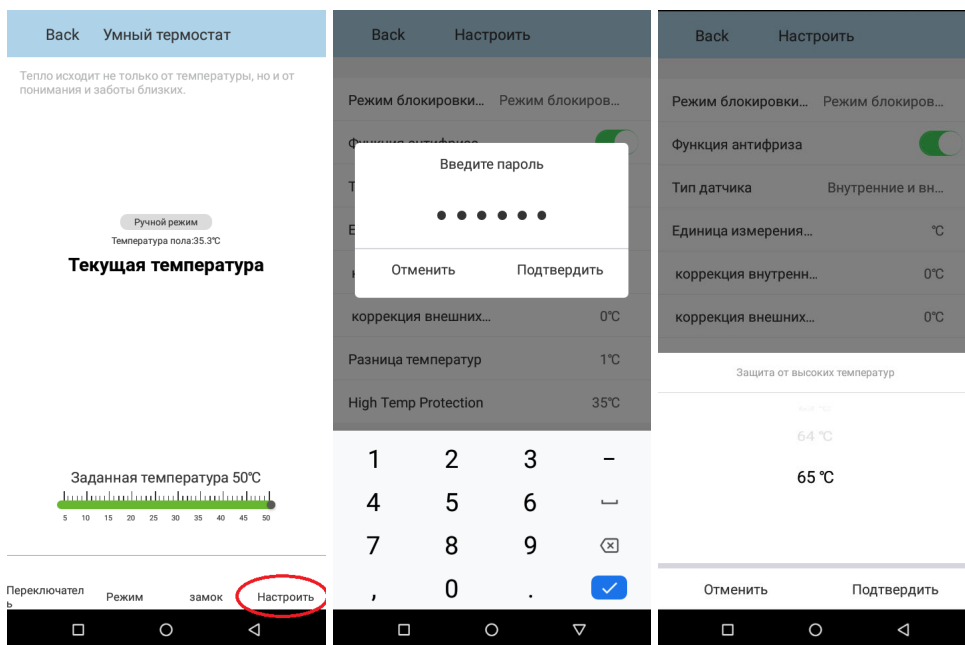 Back Умный термостат
Тепло исходит не только от температуры, но и от
понимания и заботы близких.
Ручной режим
Температура пола:35.3℃
Текущая температура
Заданная температура 50℃
5 10 15 20 25 30 35 40 45 50
Переключател
ь
Режим замок Настроить
Back Настроить
Режим блокировки... Режим блокиров...
Функция антифриза
Введите пароль
Отменить Подтвердить
коррекция внешних... 0℃
Разница температур 1℃
High Temp Protection 35℃
1 2 3 –
4 5 6
7 8 9
, 0 .
Back Настроить
Режим блокировки... Режим блокиров...
Функция антифриза
Тип датчика Внутренние и вн...
Единица измерения... ℃
коррекция внутренн... 0℃
коррекция внешних... 0℃
Защита от высоких температур
64 ℃
65 ℃
Отменить Подтвердить